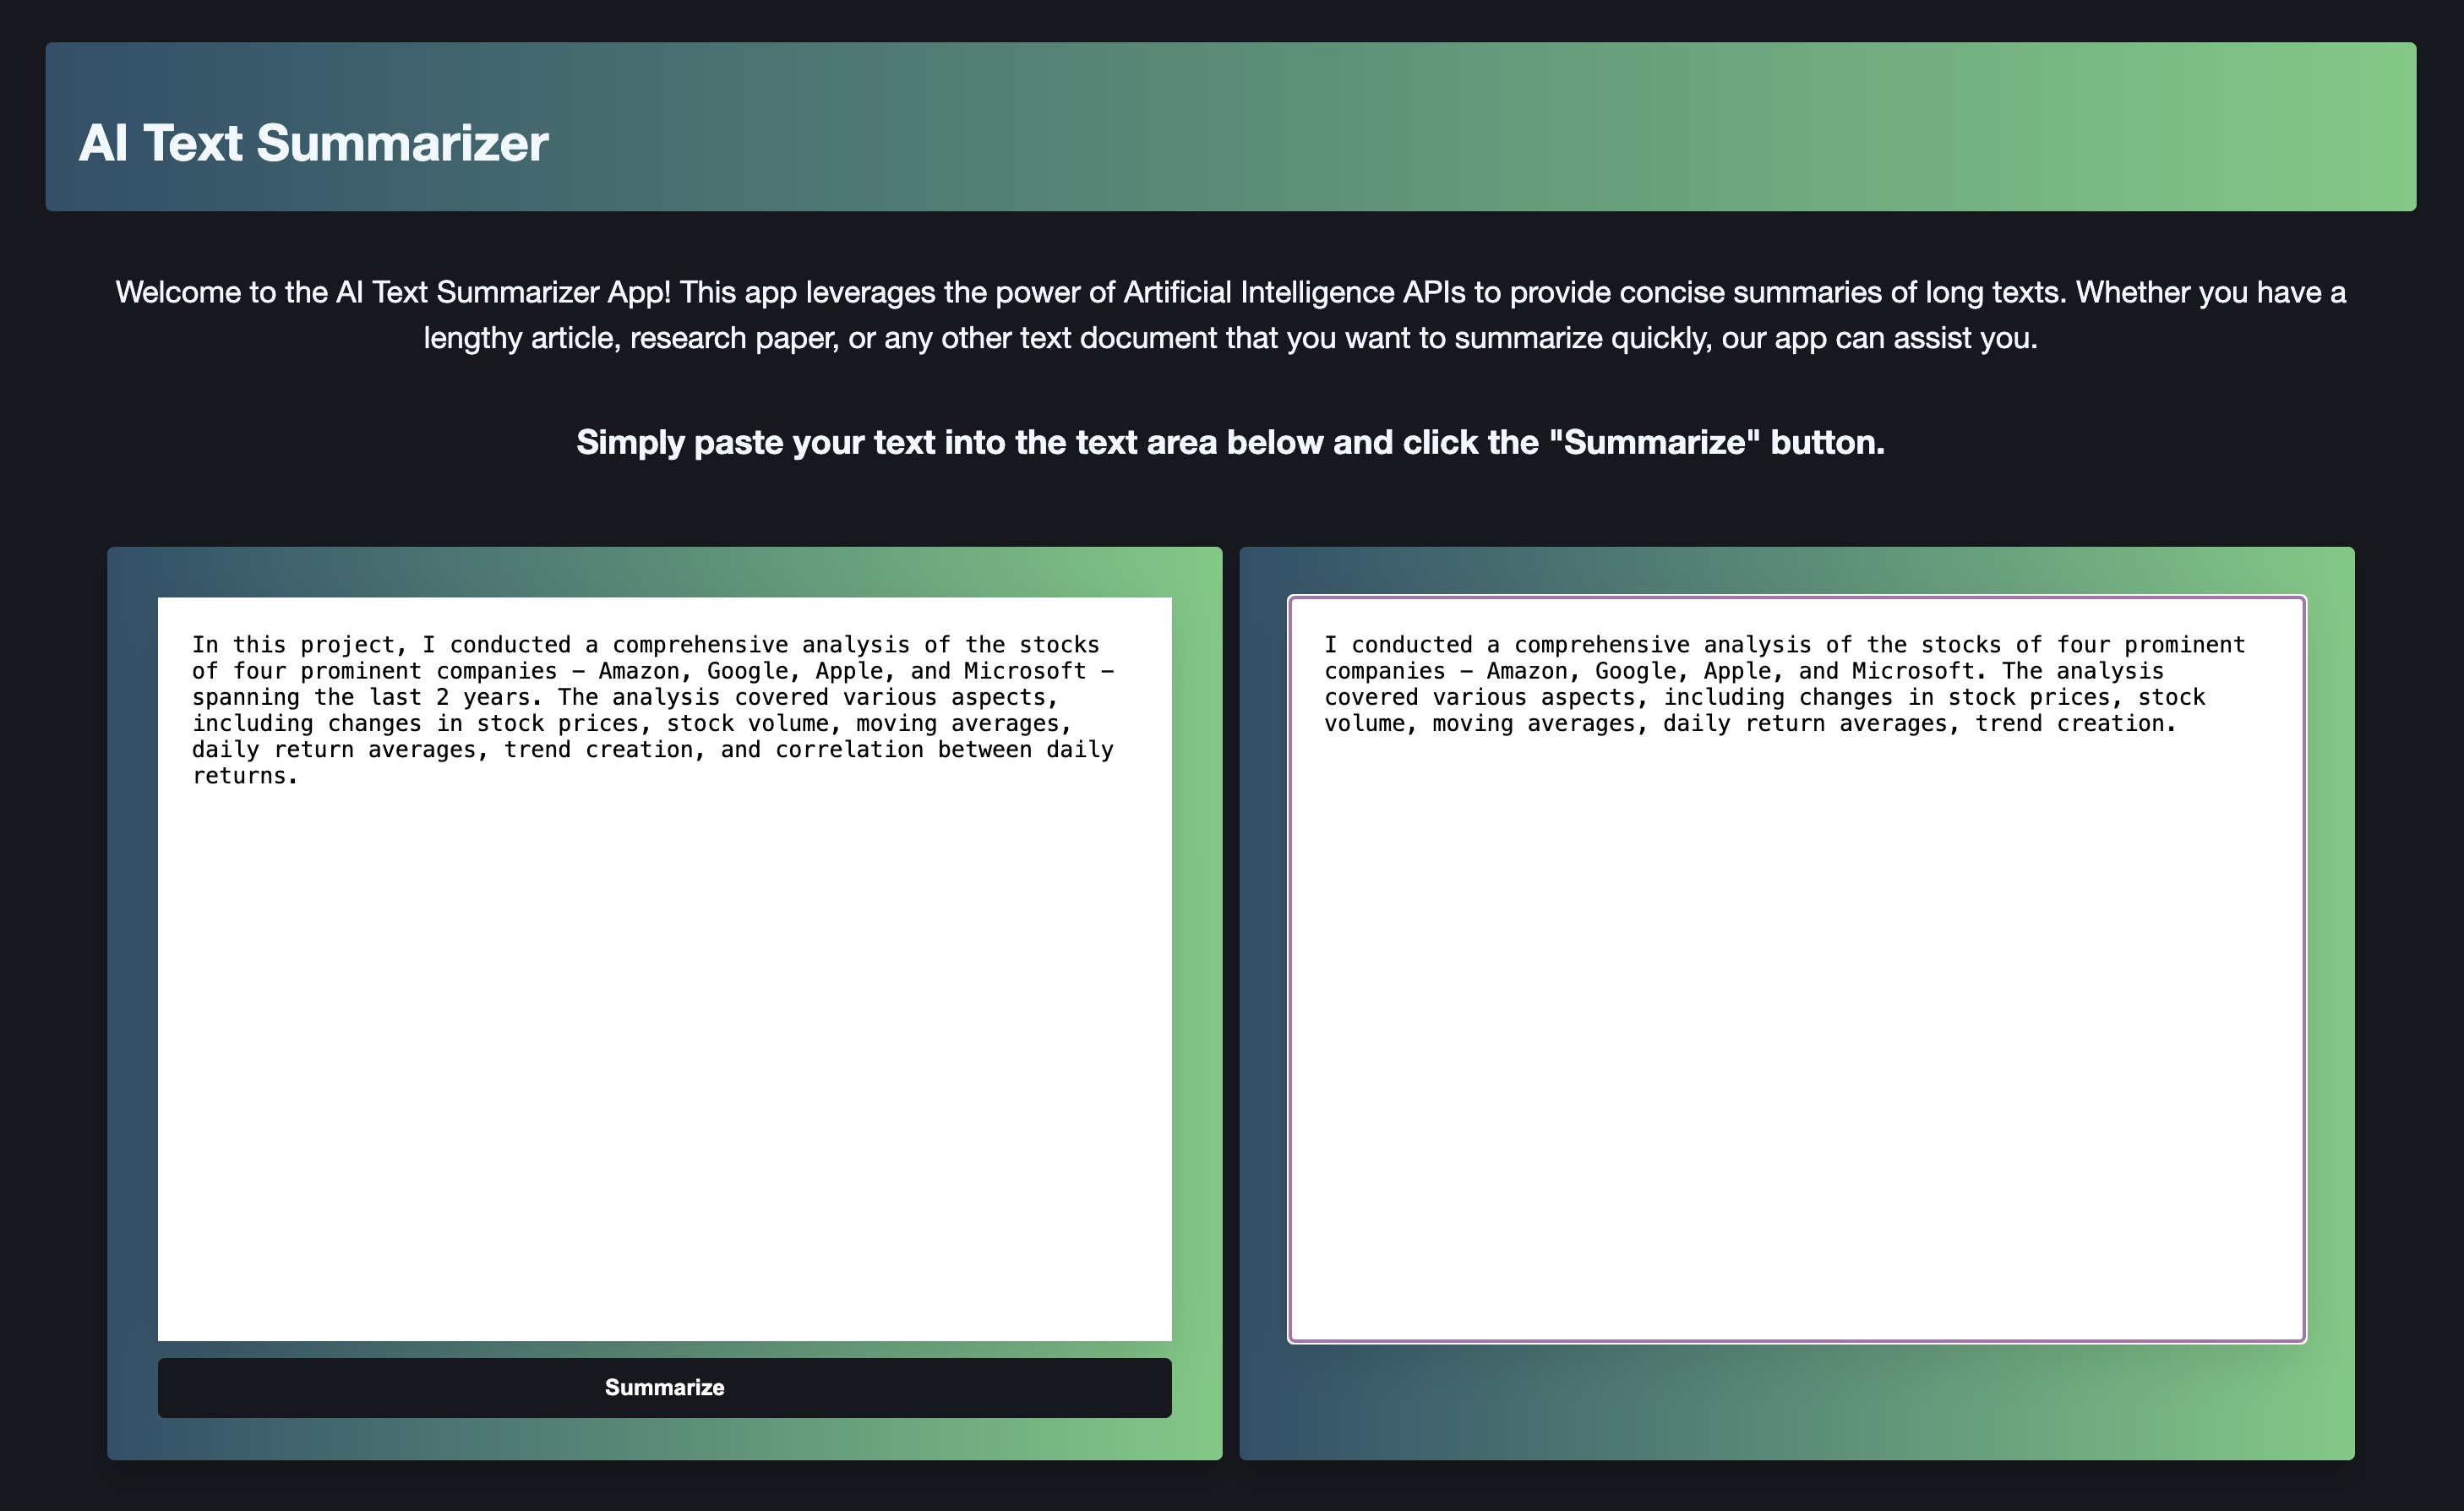 AI Text Summarizer
Welcome to the AI Text Summarizer App! This app leverages the power of Artificial Intelligence APIs to provide concise summaries of long texts. Whether you have a
lengthy article, research paper, or any other text document that you want to summarize quickly, our app can assist you.
Simply paste your text into the text area below and click the "Summarize" button.
In this project, I conducted a comprehensive analysis of the stocks
of four prominent companies – Amazon, Google, Apple, and Microsoft –
spanning the last 2 years. The analysis covered various aspects,
including changes in stock prices, stock volume, moving averages,
daily return averages, trend creation, and correlation between daily
returns.
Summarize
I conducted a comprehensive analysis of the stocks of four prominent
companies – Amazon, Google, Apple, and Microsoft. The analysis
covered various aspects, including changes in stock prices, stock
volume, moving averages, daily return averages, trend creation.